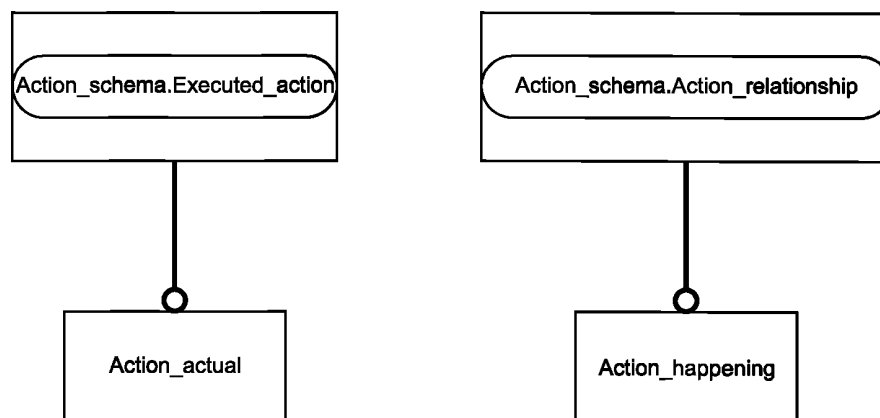 Action_schema.Executed_action
Action_schema.Action_relationship
Action_actual
Action_happening